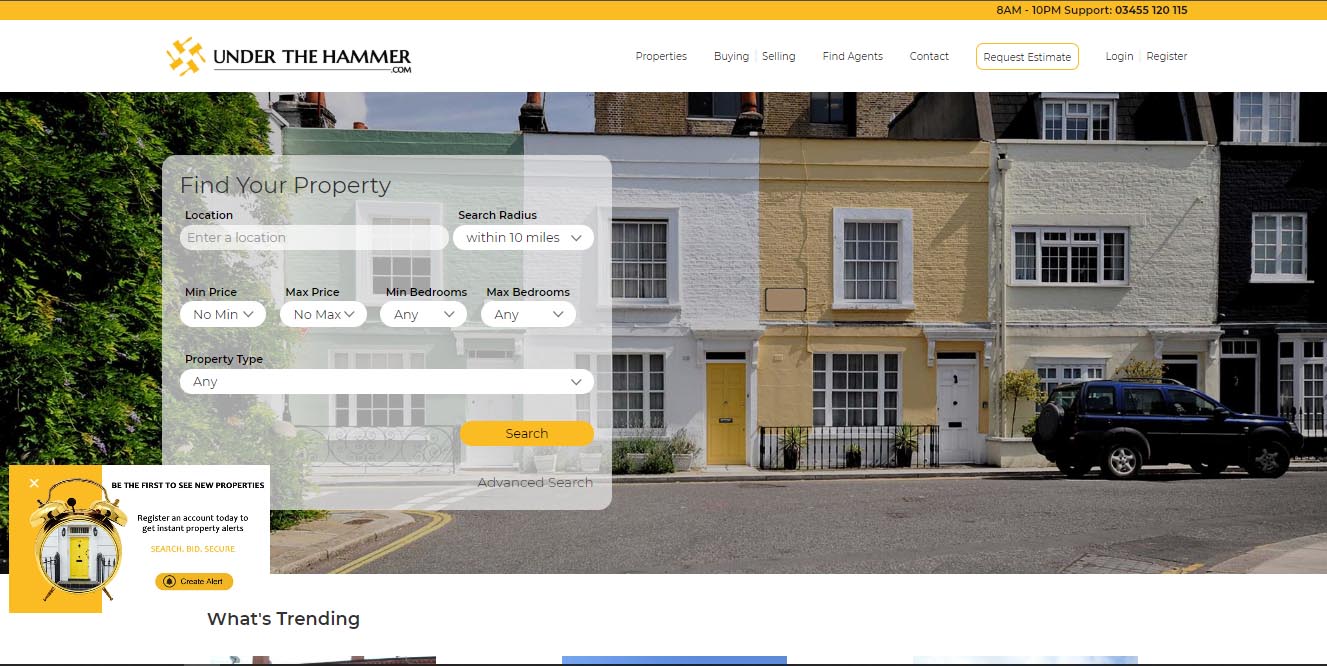 8AM - 10PM Support: 03455 120 115
UNDER THE HAMMER
.COM
Properties
Buying
Selling
Find Agents
Contact
Request Estimate
Login
Register
Find Your Property
Location
Search Radius
Enter a location
within 10 miles
Min Price
Max Price
Min Bedrooms
Max Bedrooms
No Min
No Max
Any
Any
Property Type
Any
Search
Advanced Search
BE THE FIRST TO SEE NEW PROPERTIES
Register an account today to
get instant property alerts
SEARCH. BID. SECURE
Create Alert
What's Trending